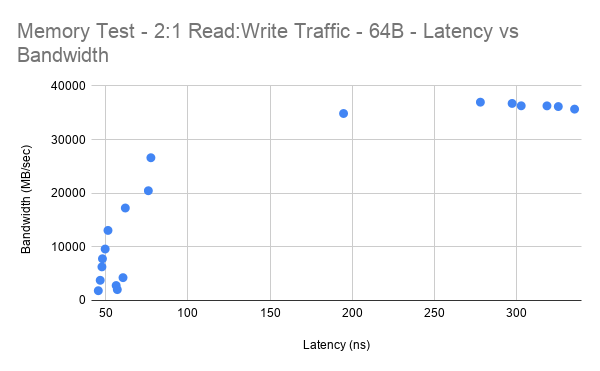 Memory Test - 2:1 Read:Write Traffic - 64B - Latency vs
Bandwidth
40000
30000
20000
10000
0
Bandwidth (MB/sec)
50 100 150 200 250 300
Latency (ns)